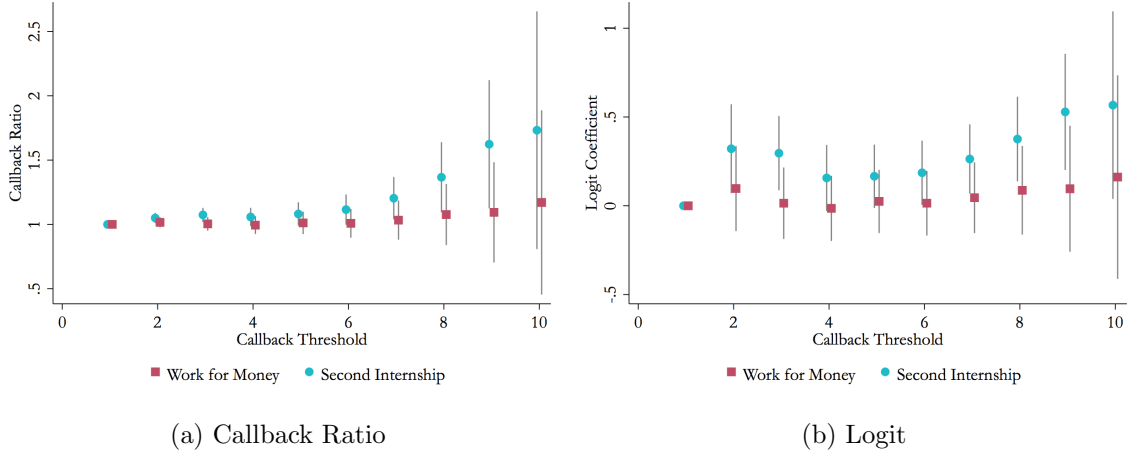 2.5
2
1.5
1
.5
Callback Ratio
0 2 4 6 8 10
Callback Threshold
Work for Money Second Internship
(a) Callback Ratio
1
.5
0
-.5
Logit Coefficient
0 2 4 6 8 10
Callback Threshold
Work for Money Second Internship
(b) Logit